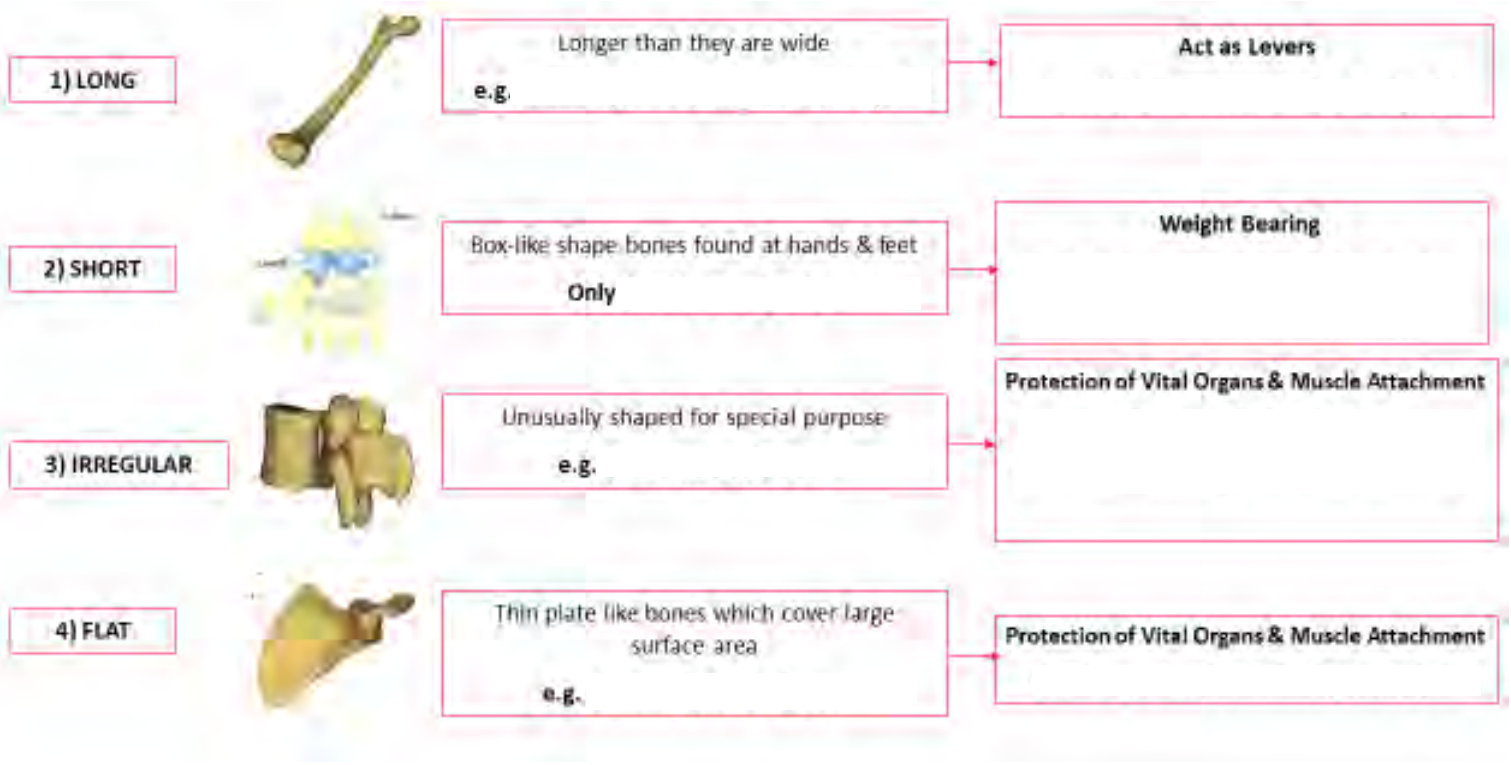 1) LONG
Longer than they are wide
e.g.
Act as Levers
2) SHORT
Box-like shape bones found at hands & feet
Only
Weight Bearing
3) IRREGULAR
Unusually shaped for special purpose
e.g.
Protection of Vital Organs & Muscle Attachment
4) FLAT
Thin plate like bones which cover large
surface area
e.g.
Protection of Vital Organs & Muscle Attachment